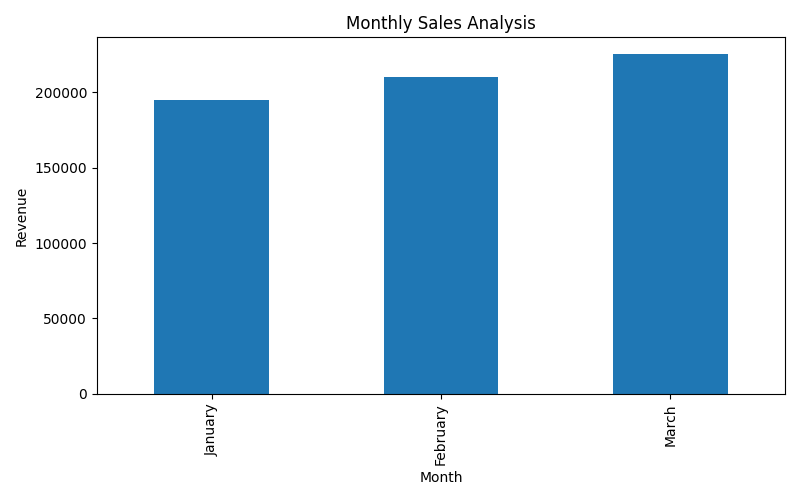 Monthly Sales Analysis
Revenue
200000
150000
100000
50000
0
January
February
March
Month